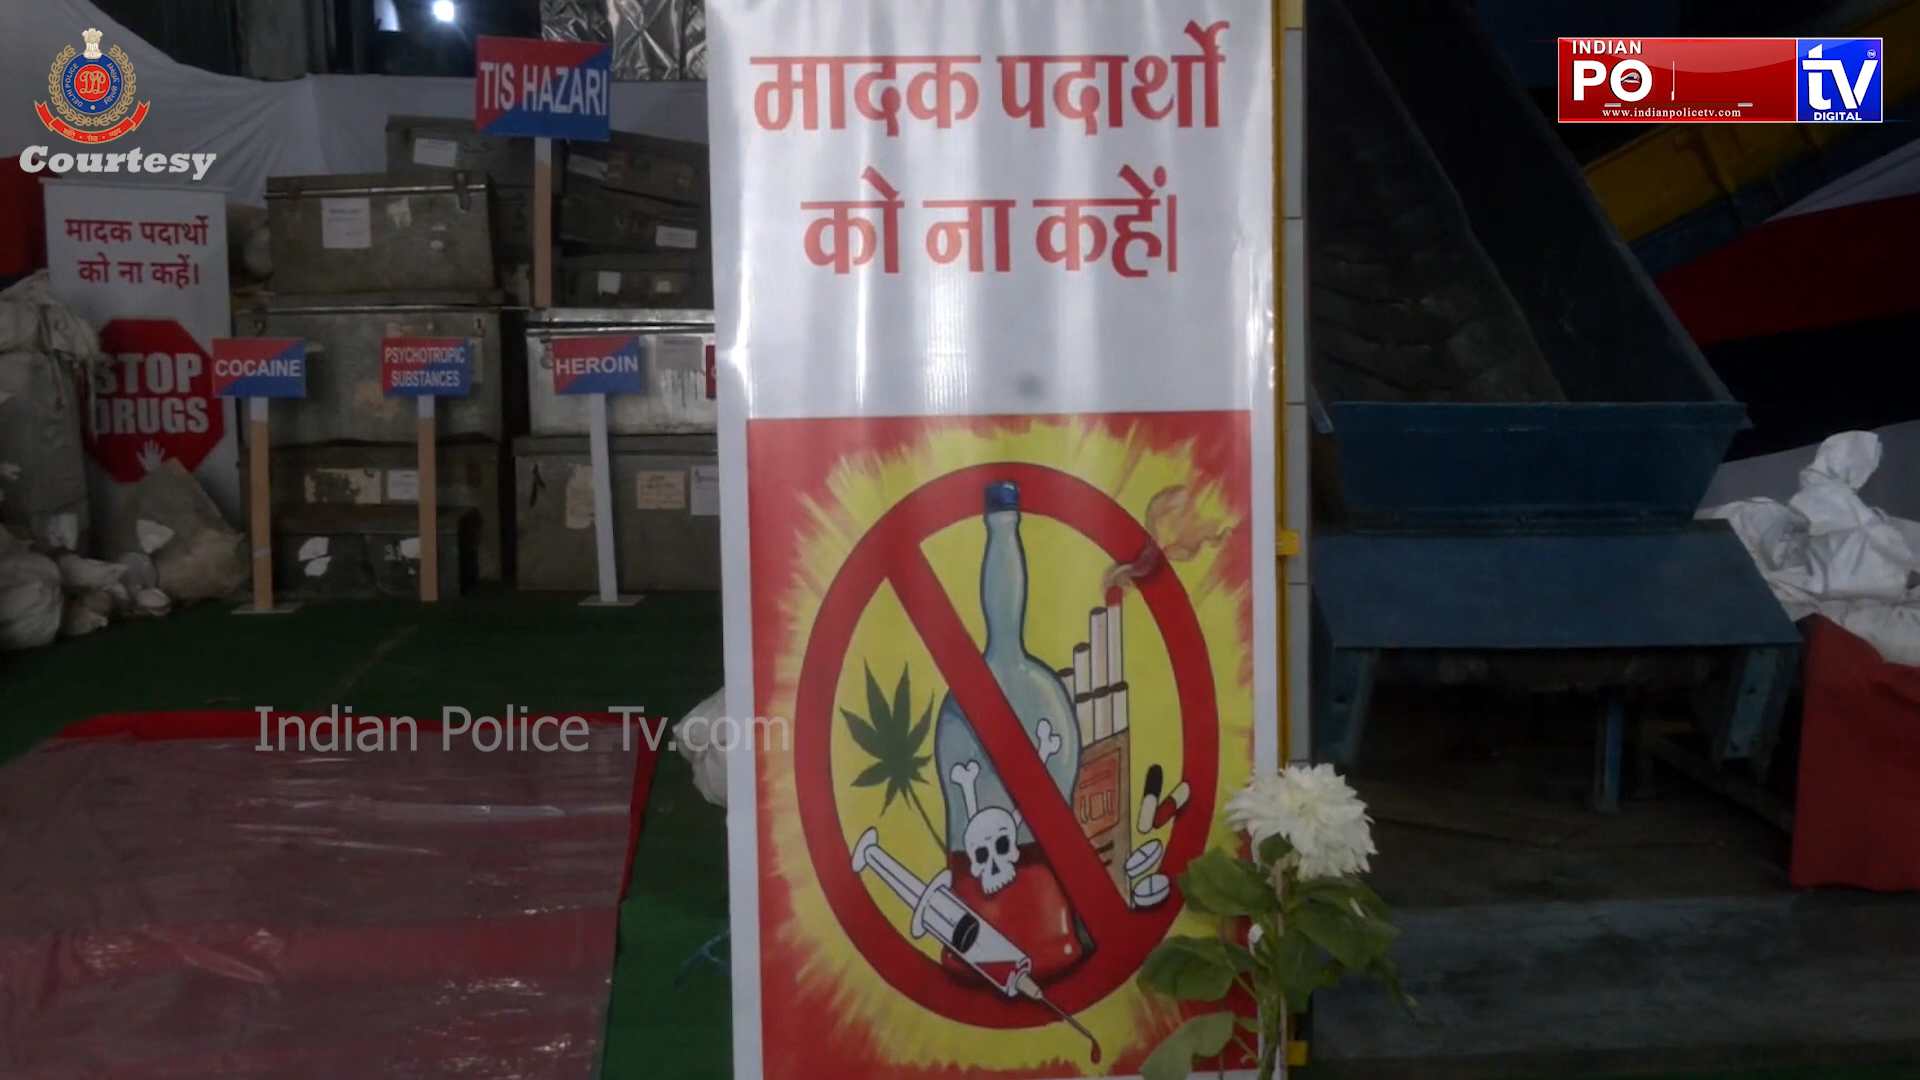 Courtesy
TIS HAZARI
INDIAN
PO
tv
DIGITAL
www.indianpolicetv.com
मादक पदार्थो
को ना कहें।
मादक पदार्थो
को ना कहें।
STOP
DRUGS
COCAINE
PSYCHOTROPIC
SUBSTANCES
HEROIN
Indian Police Tv.com